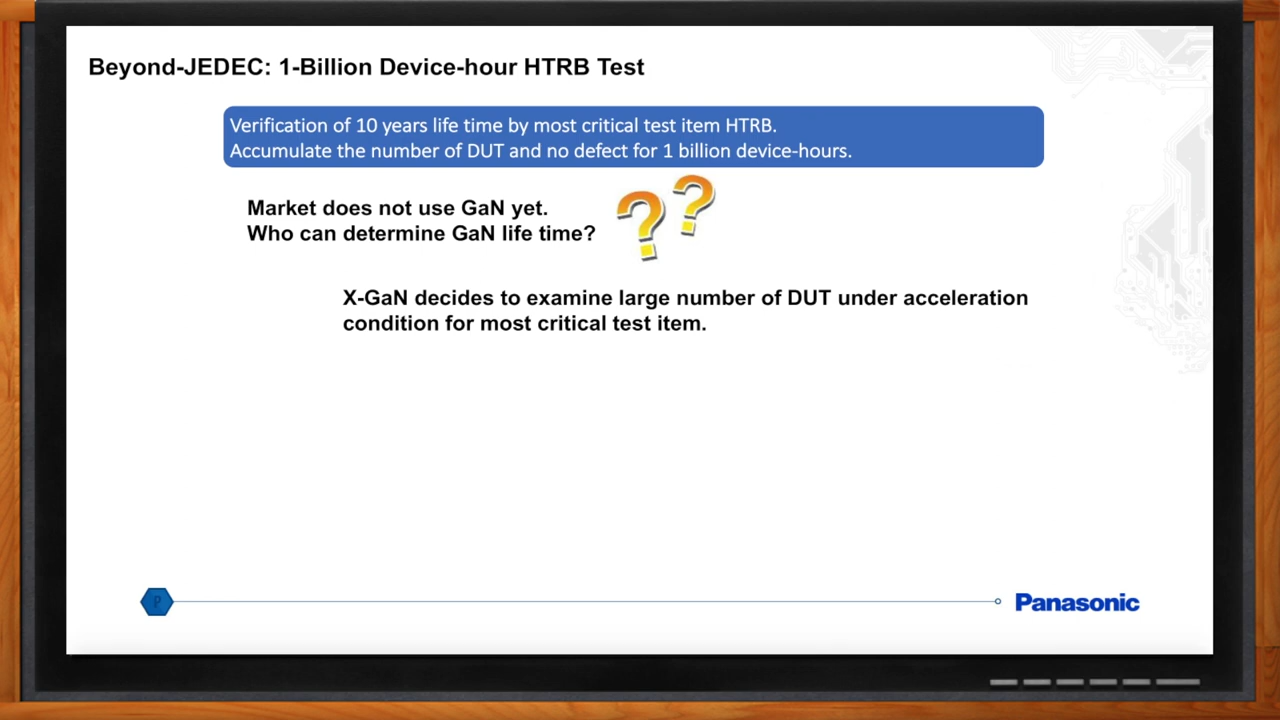 Beyond-JEDEC: 1-Billion Device-hour HTRB Test
Verification of 10 years life time by most critical test item HTRB.
Accumulate the number of DUT and no defect for 1 billion device-hours.
Market does not use GaN yet.
Who can determine GaN life time?
??
X-GaN decides to examine large number of DUT under acceleration
condition for most critical test item.
P
Panasonic